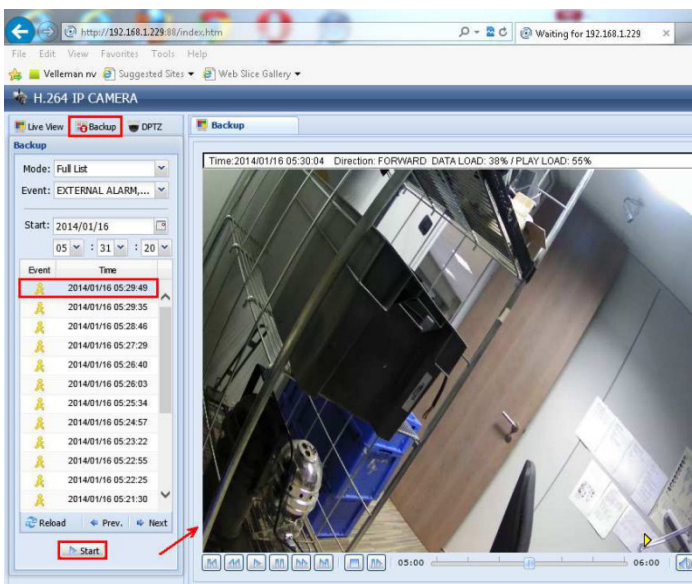 http://192.168.1.229:88/index.htm
Waiting for 192.168.1.229
File Edit View Favorites Tools Help
Velleman nv Suggested Sites Web Slice Gallery
H.264 IP CAMERA
Live View Backup DPTZ
Backup
Backup
Mode: Full List
Event: EXTERNAL ALARM,...
Start: 2014/01/16
05 : 31 : 20
Event Time
2014/01/16 05:29:49
2014/01/16 05:29:35
2014/01/16 05:28:46
2014/01/16 05:27:29
2014/01/16 05:26:40
2014/01/16 05:26:03
2014/01/16 05:25:34
2014/01/16 05:24:57
2014/01/16 05:23:22
2014/01/16 05:22:55
2014/01/16 05:22:25
2014/01/16 05:21:30
Reload Prev. Next
Start
Time:2014/01/16 05:30:04 Direction: FORWARD DATA LOAD: 38% / PLAY LOAD: 55%
05:00 06:00